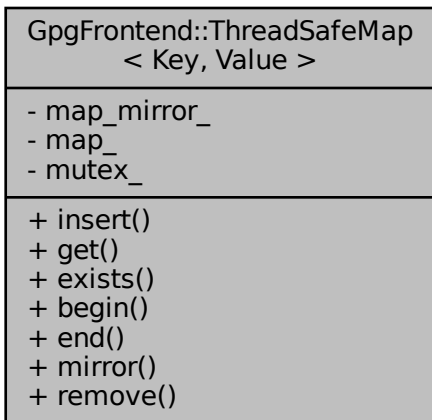 GpgFrontend::ThreadSafeMap
< Key, Value >
- map_mirror_
- map_
- mutex_
+ insert()
+ get()
+ exists()
+ begin()
+ end()
+ mirror()
+ remove()